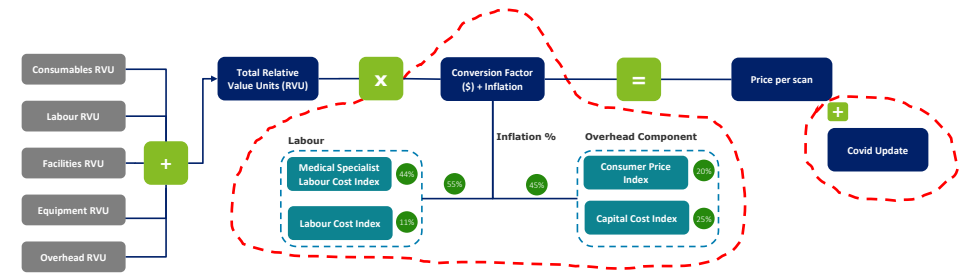 Consumables RVU
Labour RVU
Facilities RVU
Equipment RVU
Overhead RVU
+
Total Relative
Value Units (RVU)
x
Conversion Factor
($) + Inflation
=
Price per scan
+
Covid Update
Inflation %
Labour
Medical Specialist
Labour Cost Index
44%
Labour Cost Index
11%
55%
45%
Overhead Component
Consumer Price
Index
20%
Capital Cost Index
25%